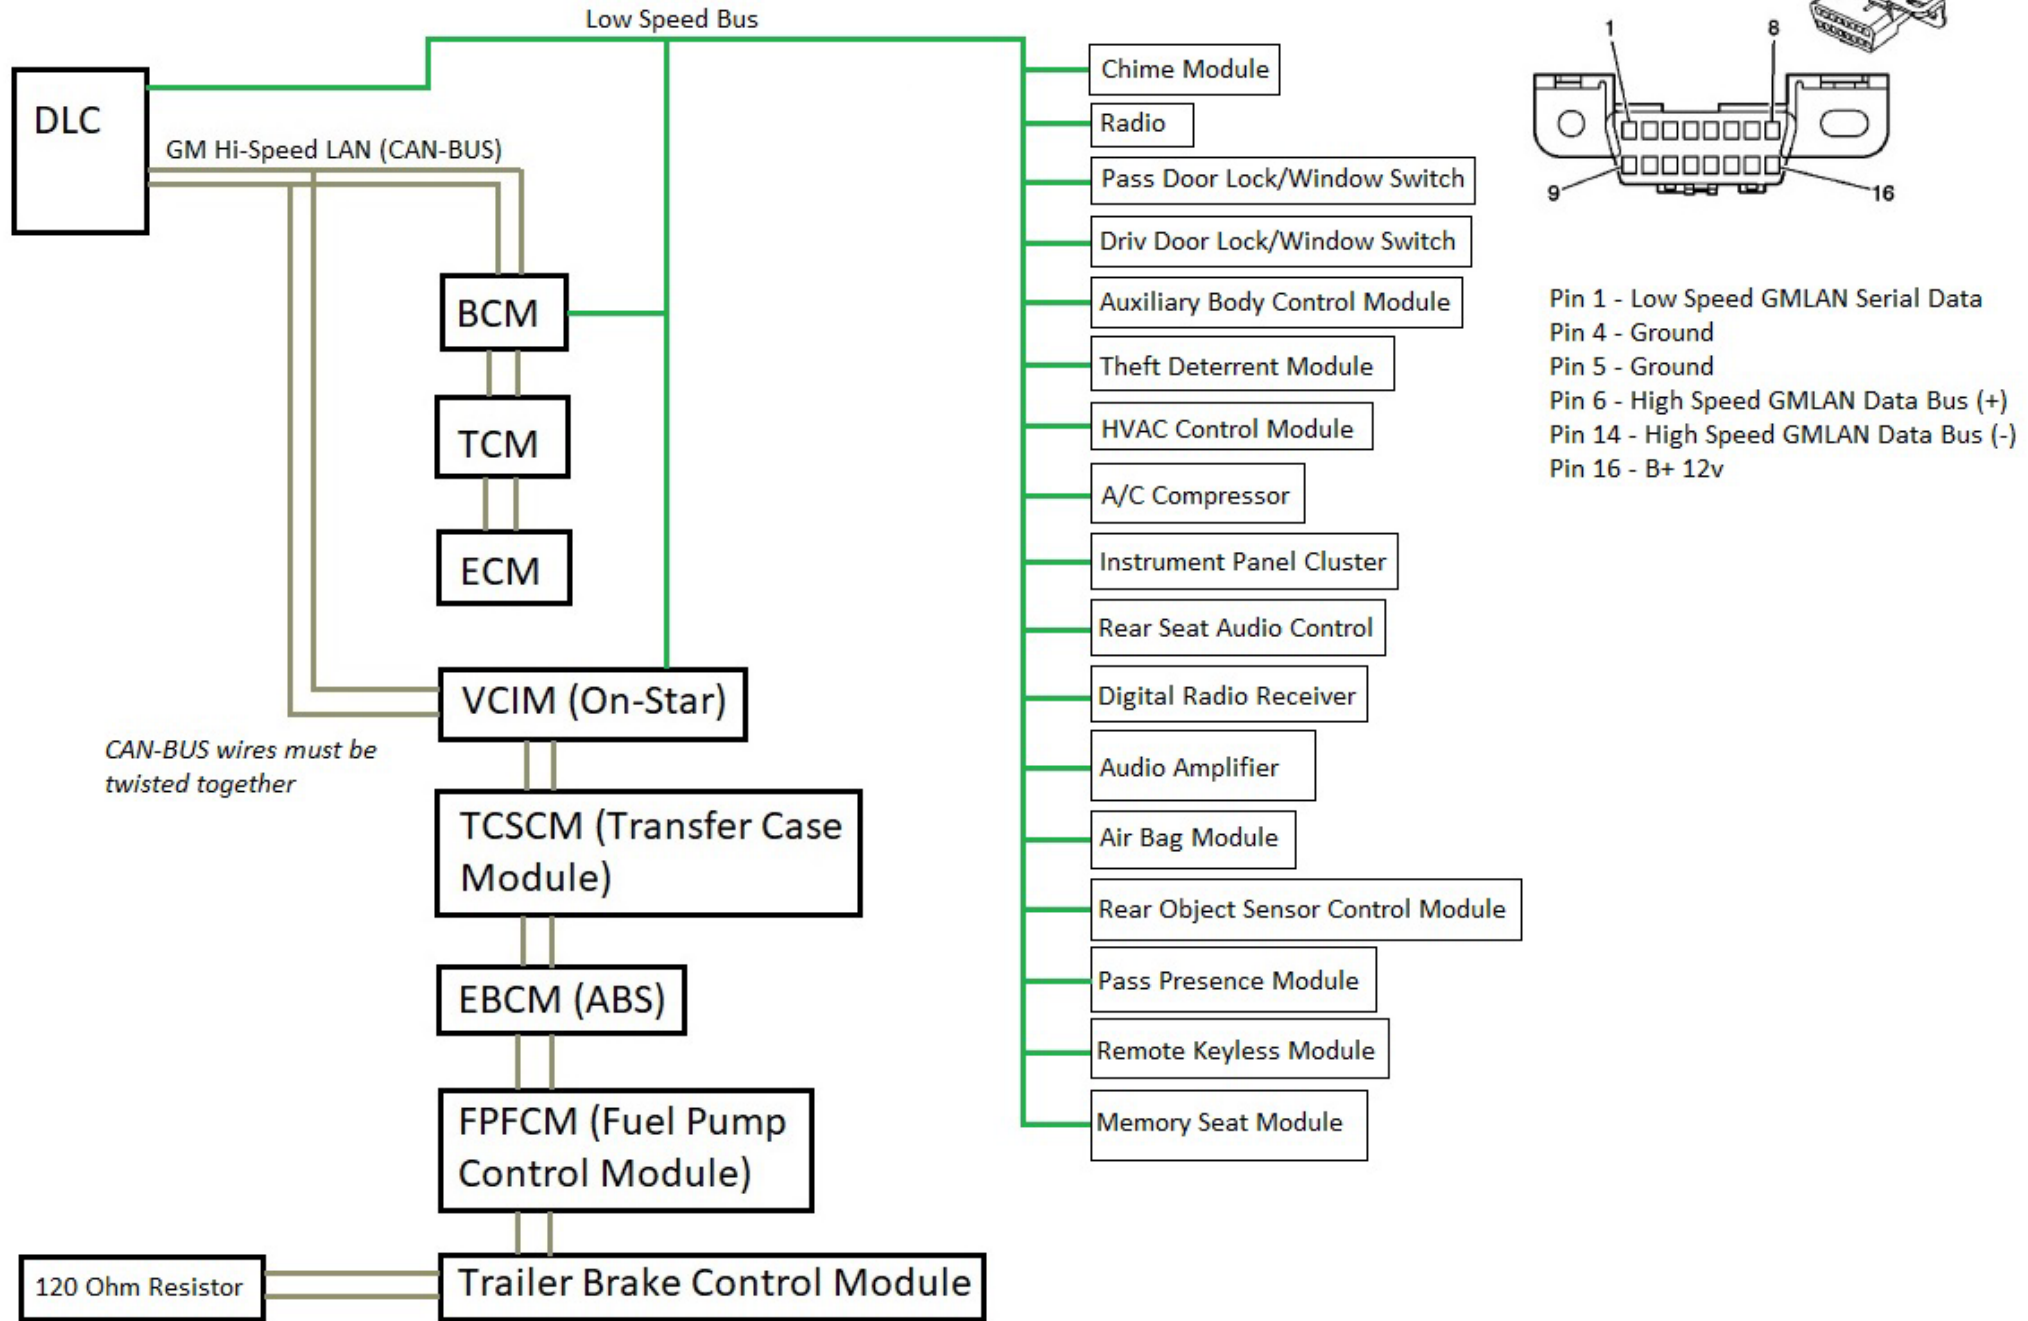 Low Speed Bus
DLC
GM Hi-Speed LAN (CAN-BUS)
BCM
TCM
ECM
VCIM (On-Star)
CAN-BUS wires must be
twisted together
TCSCM (Transfer Case
Module)
EBCM (ABS)
FPFCM (Fuel Pump
Control Module)
120 Ohm Resistor
Trailer Brake Control Module
Chime Module
Radio
Pass Door Lock/Window Switch
Driv Door Lock/Window Switch
Auxiliary Body Control Module
Theft Deterrent Module
HVAC Control Module
A/C Compressor
Instrument Panel Cluster
Rear Seat Audio Control
Digital Radio Receiver
Audio Amplifier
Air Bag Module
Rear Object Sensor Control Module
Pass Presence Module
Remote Keyless Module
Memory Seat Module
1
8
9
16
Pin 1 - Low Speed GMLAN Serial Data
Pin 4 - Ground
Pin 5 - Ground
Pin 6 - High Speed GMLAN Data Bus (+)
Pin 14 - High Speed GMLAN Data Bus (-)
Pin 16 - B+ 12v